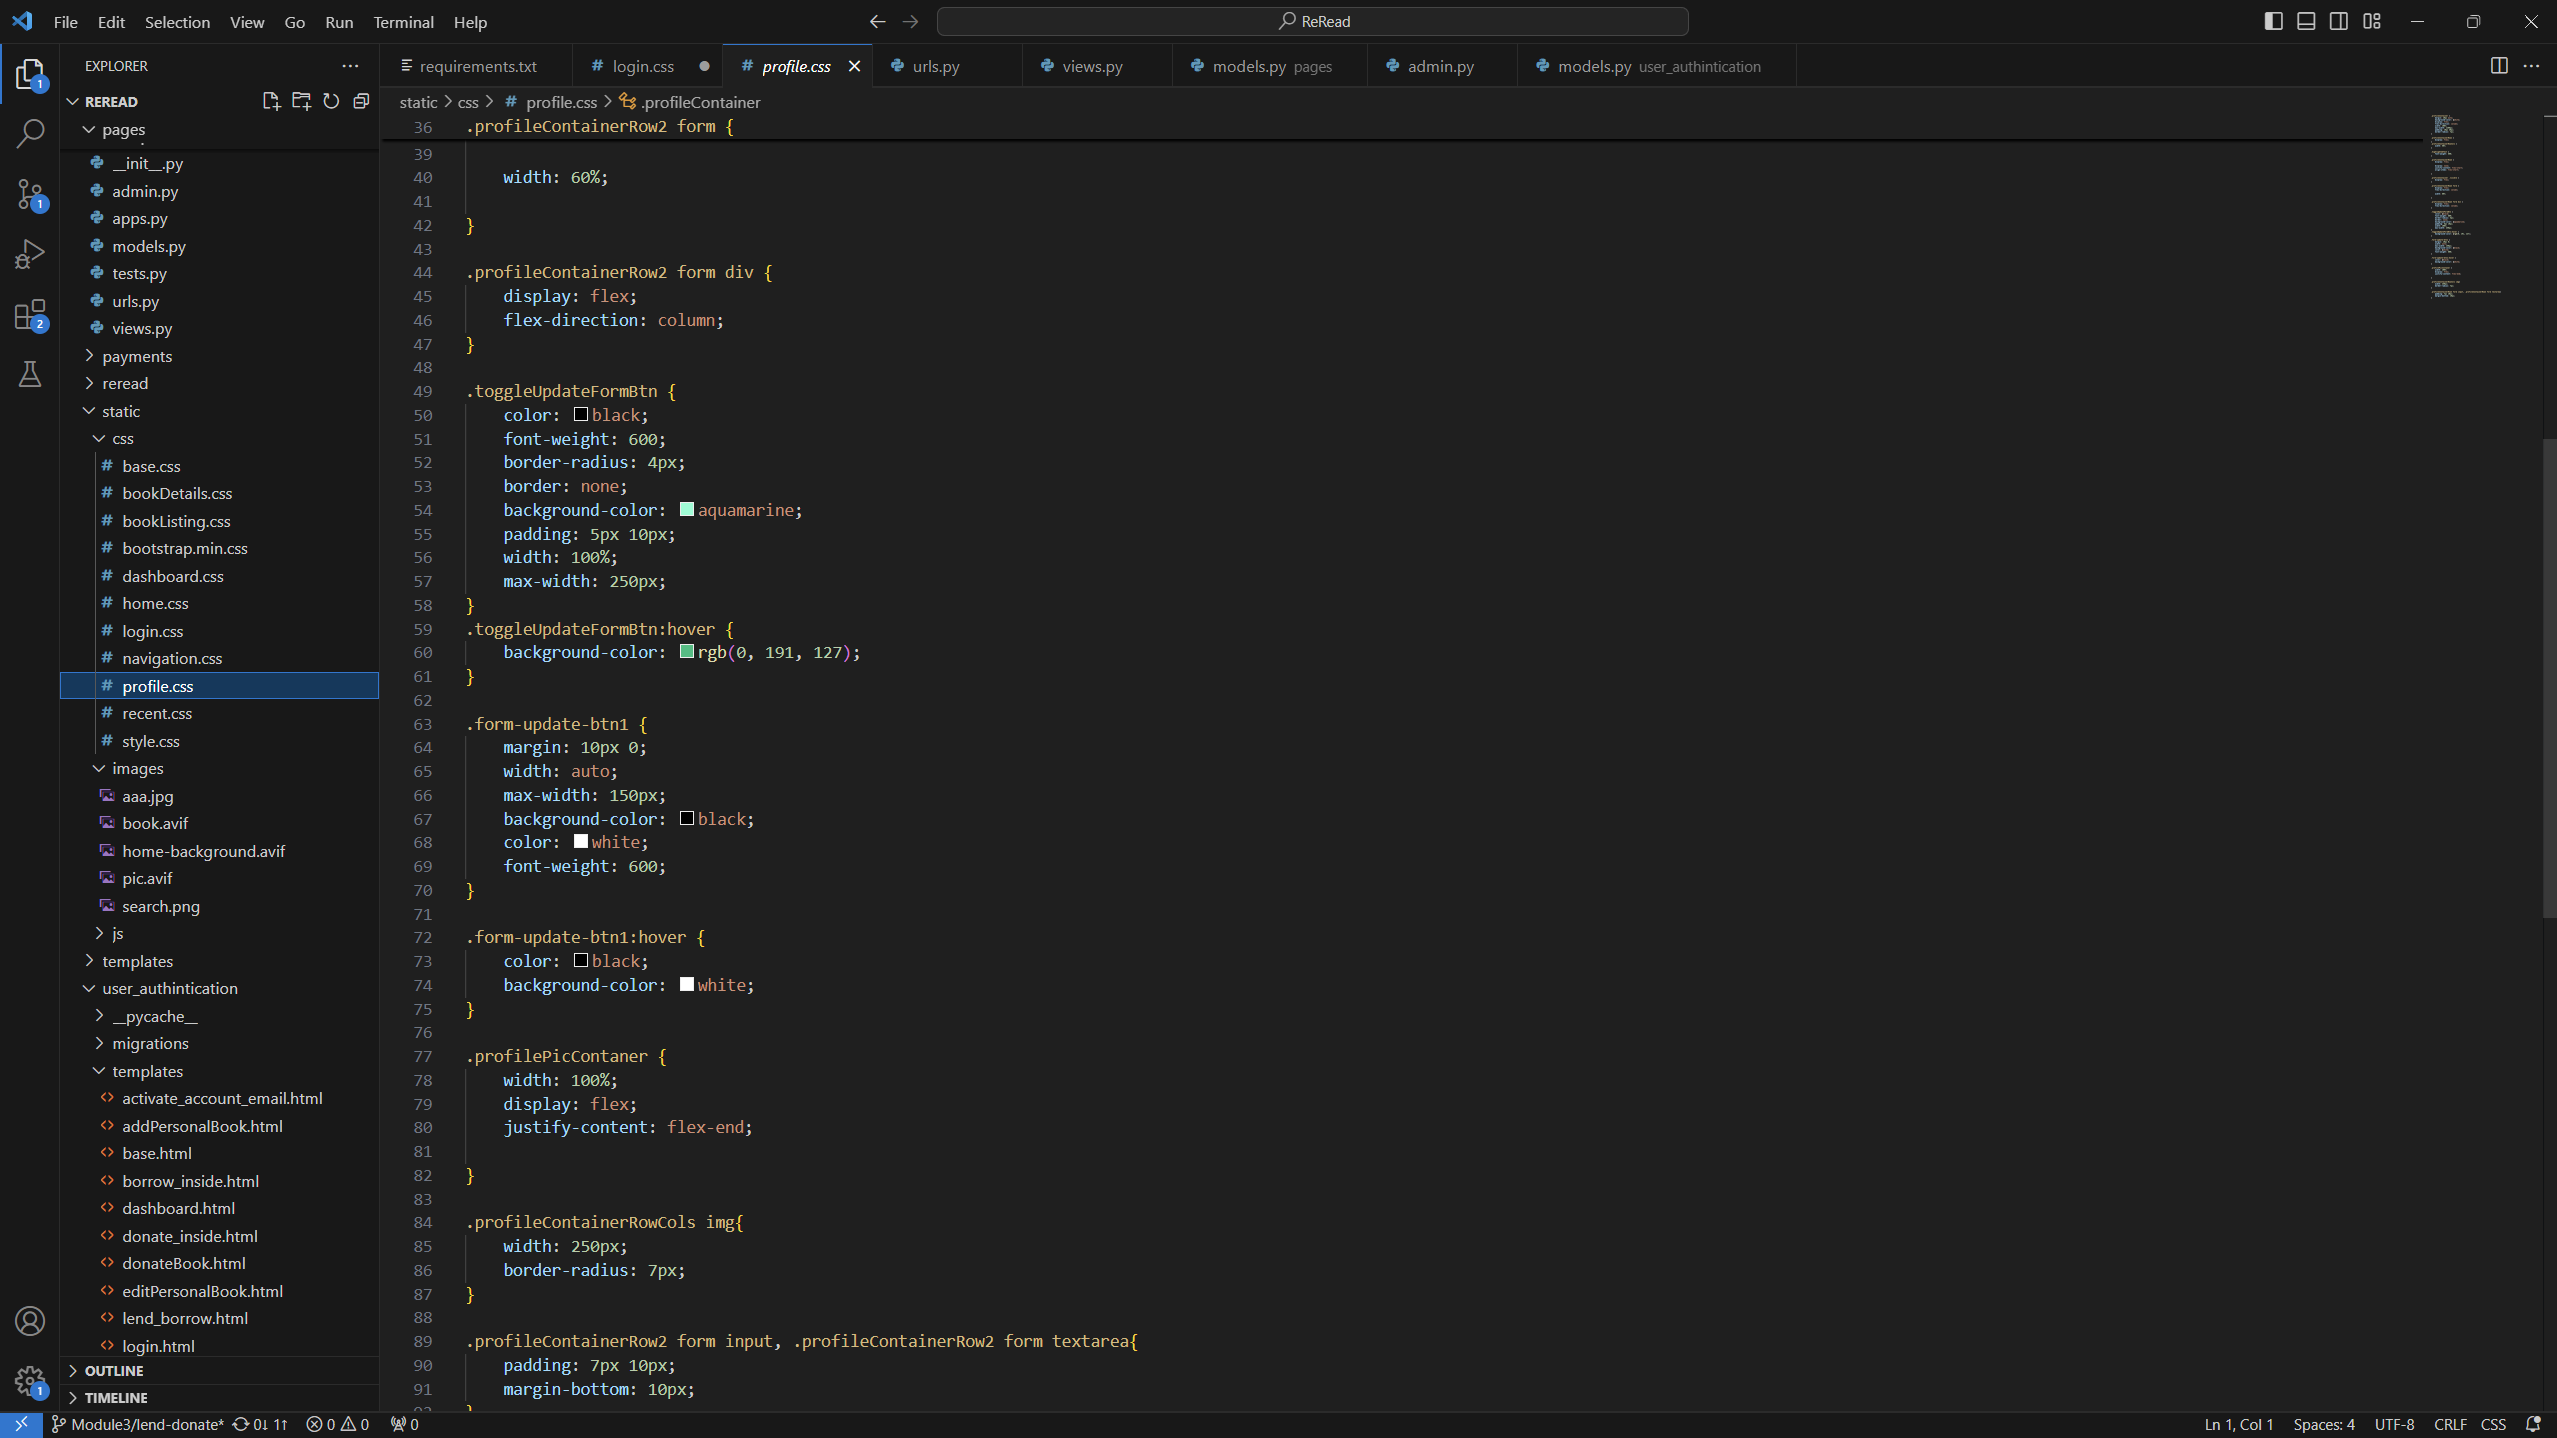 File Edit Selection View Go Run Terminal Help
ReRead
EXPLORER
REREAD
pages
__init__.py
admin.py
apps.py
models.py
tests.py
urls.py
views.py
payments
reread
static
css
base.css
bookDetails.css
bookListing.css
bootstrap.min.css
dashboard.css
home.css
login.css
navigation.css
profile.css
recent.css
style.css
images
aaa.jpg
book.avif
home-background.avif
pic.avif
search.png
js
templates
user_authintication
__pycache__
migrations
templates
activate_account_email.html
addPersonalBook.html
base.html
borrow_inside.html
dashboard.html
donate_inside.html
donateBook.html
editPersonalBook.html
lend_borrow.html
login.html
OUTLINE
TIMELINE
1
1
2
1
requirements.txt login.css profile.css urls.py views.py models.py pages admin.py models.py user_authintication
static > css > # profile.css > .profileContainer
36 .profileContainerRow2 form {
39
40 width: 60%;
41
42 }
43
44 .profileContainerRow2 form div {
45 display: flex;
46 flex-direction: column;
47 }
48
49 .toggleUpdateFormBtn {
50 color: black;
51 font-weight: 600;
52 border-radius: 4px;
53 border: none;
54 background-color: aquamarine;
55 padding: 5px 10px;
56 width: 100%;
57 max-width: 250px;
58 }
59 .toggleUpdateFormBtn:hover {
60 background-color: rgb(0, 191, 127);
61 }
62
63 .form-update-btn1 {
64 margin: 10px 0;
65 width: auto;
66 max-width: 150px;
67 background-color: black;
68 color: white;
69 font-weight: 600;
70 }
71
72 .form-update-btn1:hover {
73 color: black;
74 background-color: white;
75 }
76
77 .profilePicContaner {
78 width: 100%;
79 display: flex;
80 justify-content: flex-end;
81
82 }
83
84 .profileContainerRowCols img{
85 width: 250px;
86 border-radius: 7px;
87 }
88
89 .profileContainerRow2 form input, .profileContainerRow2 form textarea{
90 padding: 7px 10px;
91 margin-bottom: 10px;
Module3/lend-donate* 0↓ 1↑ 0 0 0 Ln 1, Col 1 Spaces: 4 UTF-8 CRLF CSS